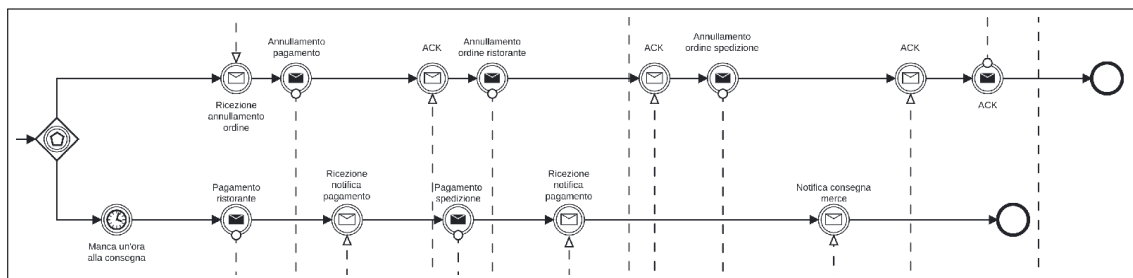 Annullamento
pagamento
ACK
Annullamento
ordine ristorante
ACK
Annullamento
ordine spedizione
ACK
Ricezione
annullamento
ordine
ACK
Pagamento
ristorante
Ricezione
notifica
pagamento
Pagamento
spedizione
Ricezione
notifica
pagamento
Notifica consegna
merce
Manca un'ora
alla consegna